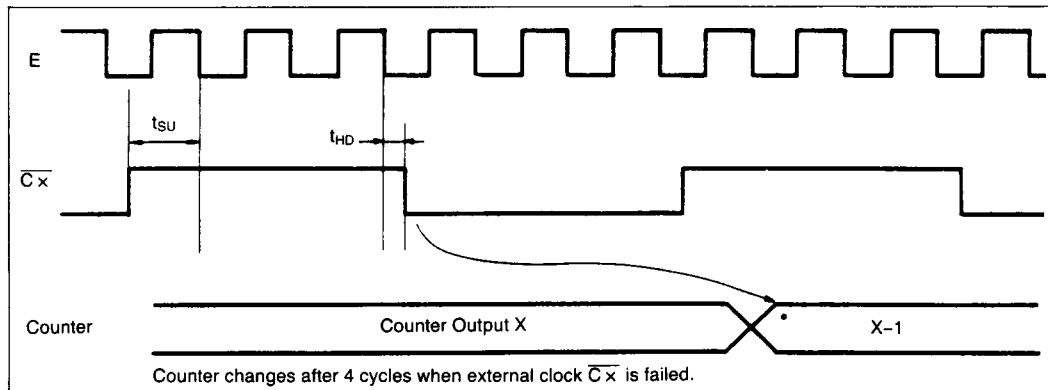 E
tSU
tHD
C̅x̅
Counter
Counter Output X
X−1
Counter changes after 4 cycles when external clock C̅x̅ is failed.